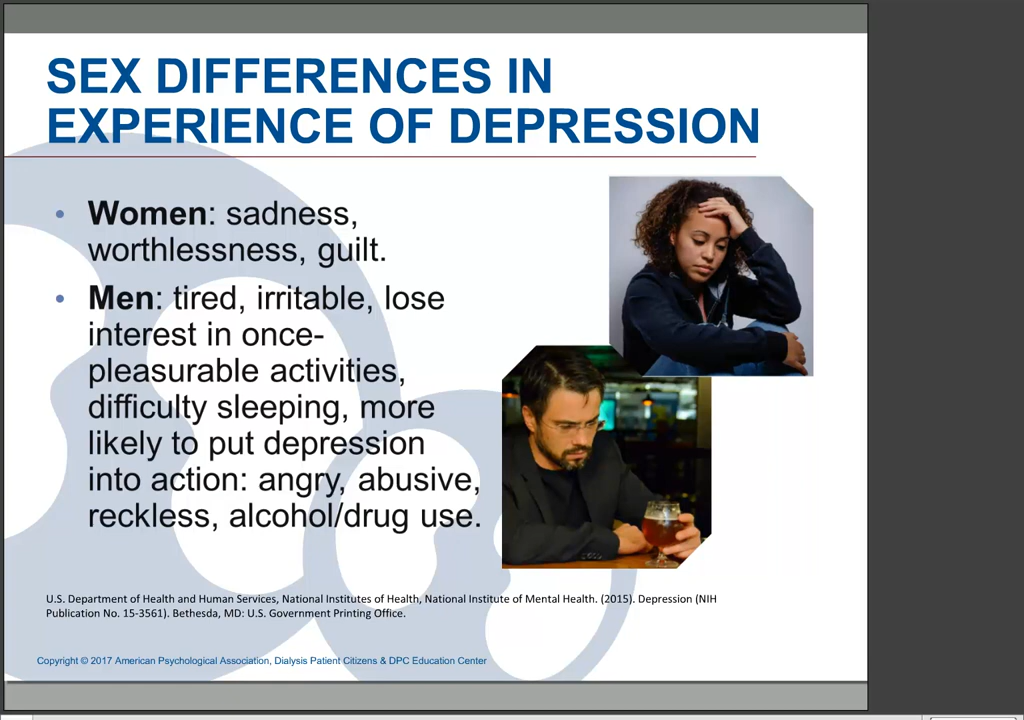 SEX DIFFERENCES IN
EXPERIENCE OF DEPRESSION
• Women: sadness,
worthlessness, guilt.
• Men: tired, irritable, lose
interest in once-
pleasurable activities,
difficulty sleeping, more
likely to put depression
into action: angry, abusive,
reckless, alcohol/drug use.
U.S. Department of Health and Human Services, National Institutes of Health, National Institute of Mental Health. (2015). Depression (NIH
Publication No. 15-3561). Bethesda, MD: U.S. Government Printing Office.
Copyright © 2017 American Psychological Association, Dialysis Patient Citizens & DPC Education Center